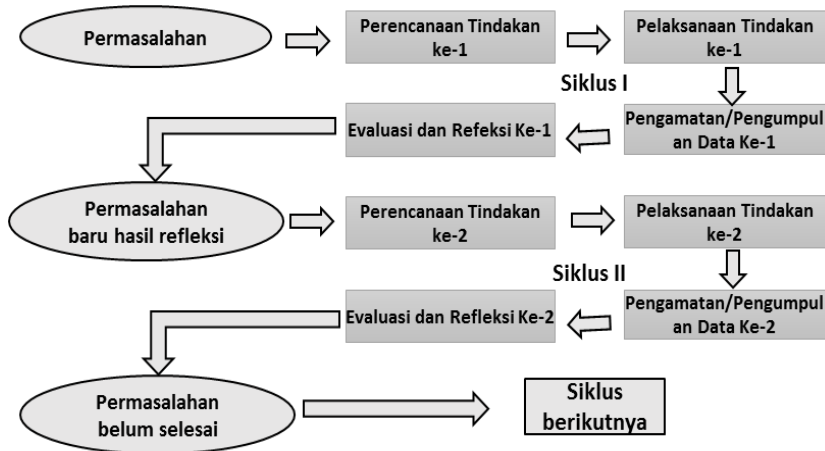 Permasalahan
Perencanaan Tindakan
ke-1
Pelaksanaan Tindakan
ke-1
Siklus I
Pengamatan/Pengumpul
an Data Ke-1
Evaluasi dan Refeksi Ke-1
Permasalahan
baru hasil refleksi
Perencanaan Tindakan
ke-2
Pelaksanaan Tindakan
ke-2
Siklus II
Pengamatan/Pengumpul
an Data Ke-2
Evaluasi dan Refleksi Ke-2
Permasalahan
belum selesai
Siklus
berikutnya